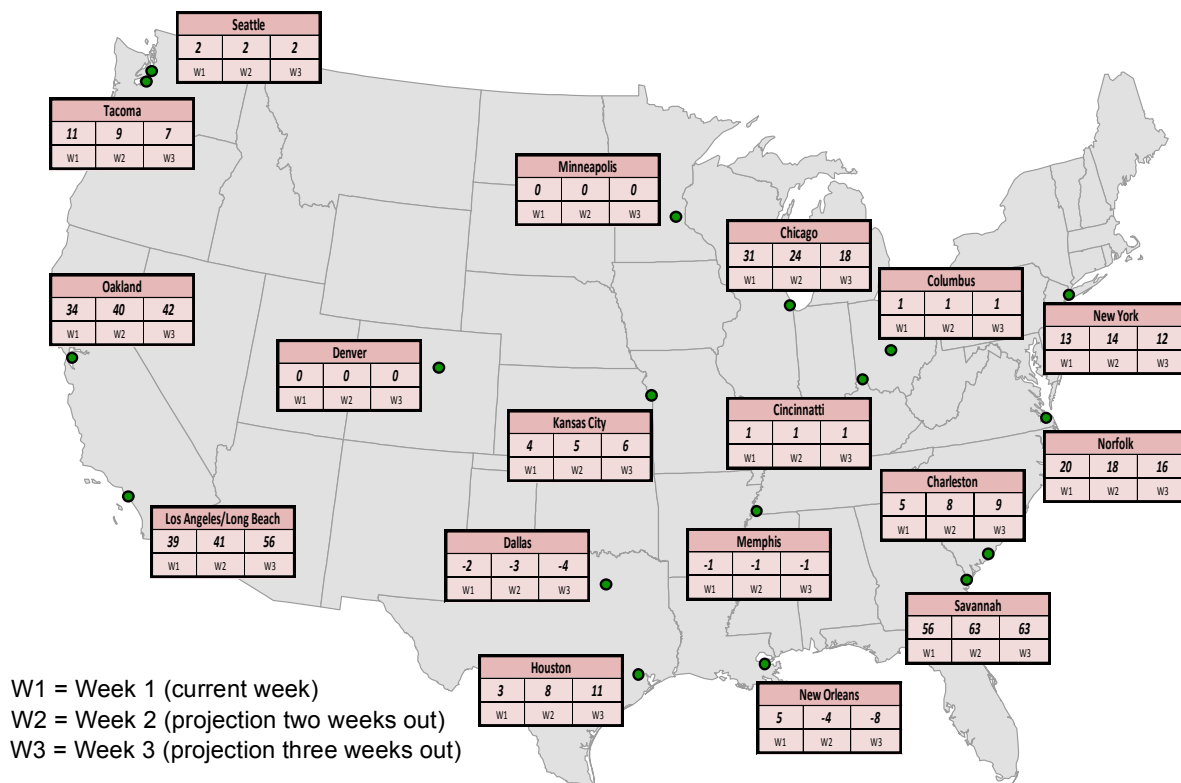 Seattle
2 2 2
W1 W2 W3
Tacoma
11 9 7
W1 W2 W3
Minneapolis
0 0 0
W1 W2 W3
Chicago
31 24 18
W1 W2 W3
Oakland
34 40 42
W1 W2 W3
Columbus
1 1 1
W1 W2 W3
New York
13 14 12
W1 W2 W3
Denver
0 0 0
W1 W2 W3
Kansas City
4 5 6
W1 W2 W3
Cincinnatti
1 1 1
W1 W2 W3
Norfolk
20 18 16
W1 W2 W3
Charleston
5 8 9
W1 W2 W3
Los Angeles/Long Beach
39 41 56
W1 W2 W3
Dallas
-2 -3 -4
W1 W2 W3
Memphis
-1 -1 -1
W1 W2 W3
Savannah
56 63 63
W1 W2 W3
Houston
3 8 11
W1 W2 W3
New Orleans
5 -4 -8
W1 W2 W3
W1 = Week 1 (current week)
W2 = Week 2 (projection two weeks out)
W3 = Week 3 (projection three weeks out)